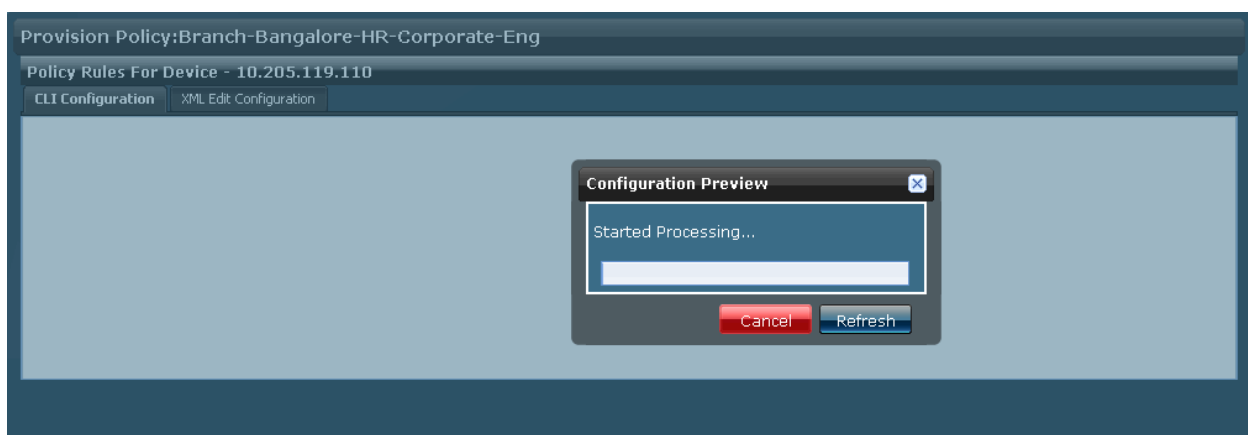 Provision Policy:Branch-Bangalore-HR-Corporate-Eng
Policy Rules For Device - 10.205.119.110
CLI Configuration XML Edit Configuration
Configuration Preview
Started Processing...
Cancel Refresh